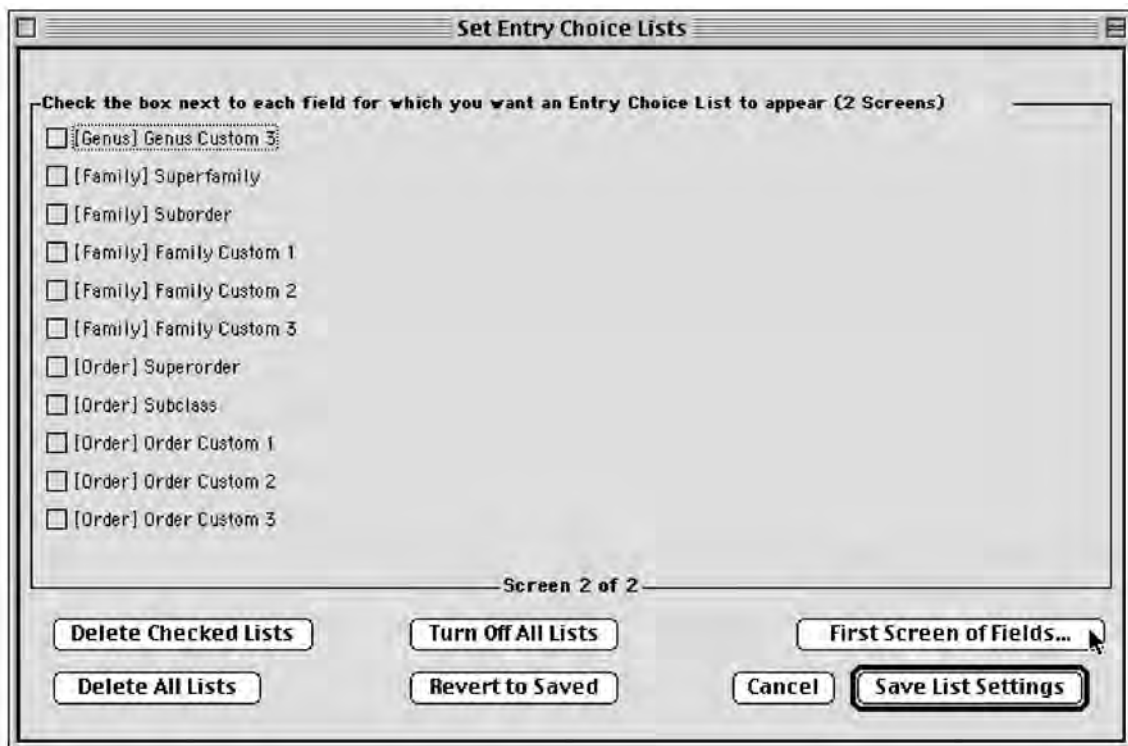 Set Entry Choice Lists
Check the box next to each field for which you want an Entry Choice List to appear (2 Screens)
[Genus] Genus Custom 3
[Family] Superfamily
[Family] Suborder
[Family] Family Custom 1
[Family] Family Custom 2
[Family] Family Custom 3
[Order] Superorder
[Order] Subclass
[Order] Order Custom 1
[Order] Order Custom 2
[Order] Order Custom 3
Screen 2 of 2
Delete Checked Lists Turn Off All Lists First Screen of Fields...
Delete All Lists Revert to Saved Cancel Save List Settings